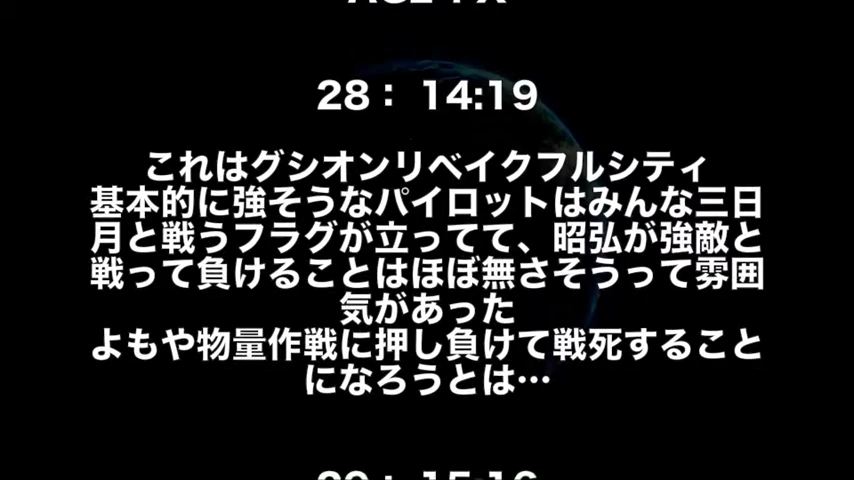 AGE-FX
28： 14:19
これはグシオンリベイクフルシティ
基本的に強そうなパイロットはみんな三日
月と戦うフラグが立ってて、昭弘が強敵と
戦って負けることはほぼ無さそうって雰囲
気があった
よもや物量作戦に押し負けて戦死すること
になろうとは…
29： 15:16